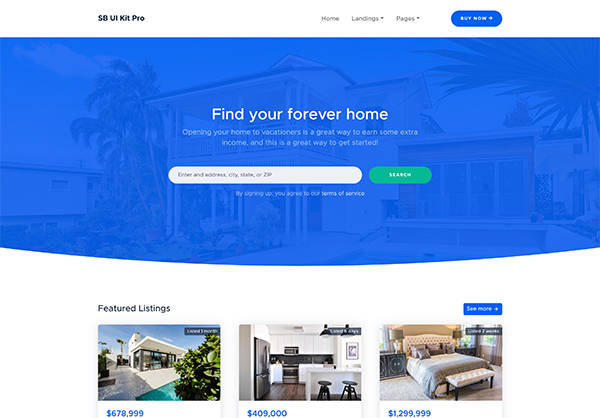 SB UI Kit Pro
Home
Landings
Pages
BUY NOW
Find your forever home
Opening your home to vacationers is a great way to earn some extra
income, and this is a great way to get started!
Enter and address, city, state, or ZIP
SEARCH
By signing up, you agree to our terms of service
Featured Listings
See more
Listed 1 month
Listed 6 days
Listed 2 weeks
$678,999
$409,000
$1,299,999